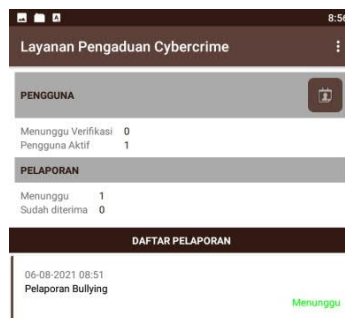 8:56
Layanan Pengaduan Cybercrime
PENGGUNA
Menunggu Verifikasi 0
Pengguna Aktif 1
PELAPORAN
Menunggu 1
Sudah diterima 0
DAFTAR PELAPORAN
06-08-2021 08:51
Pelaporan Bullying
Menunggu